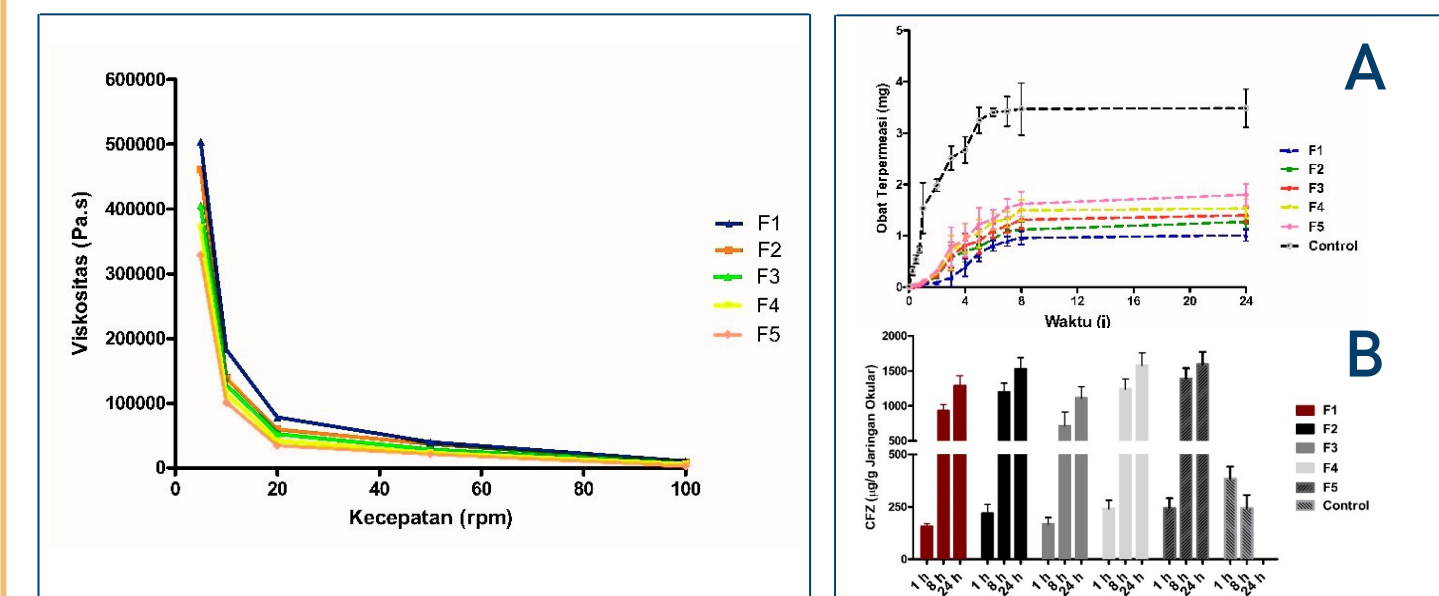 600000
500000
400000
300000
200000
100000
0
Viskositas (Pa.s)
0 20 40 60 80 100
Kecepatan (rpm)
F1
F2
F3
F4
F5
A
5
4
3
2
1
0
Obat Terpermeasi (mg)
0 4 8 12 16 20 24
Waktu (j)
F1
F2
F3
F4
F5
Control
B
2000
1500
1000
500
500
250
0
CFZ (µg/g Jaringan Okular)
1 h 8 h 24 h 1 h 8 h 24 h 1 h 8 h 24 h 1 h 8 h 24 h 1 h 8 h 24 h 1 h 8 h 24 h
F1
F2
F3
F4
F5
Control